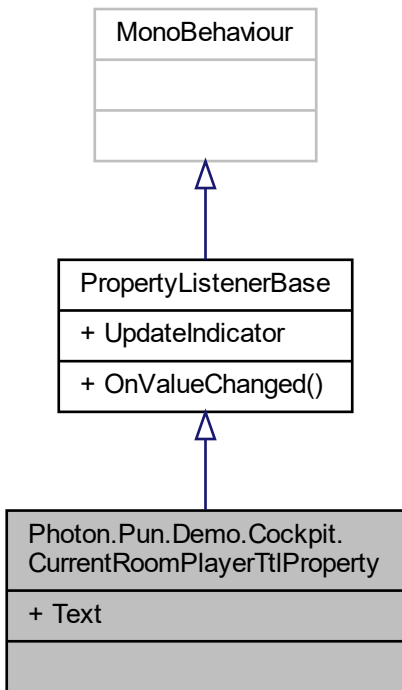 MonoBehaviour
PropertyListenerBase
+ UpdateIndicator
+ OnValueChanged()
Photon.Pun.Demo.Cockpit.
CurrentRoomPlayerTtlProperty
+ Text